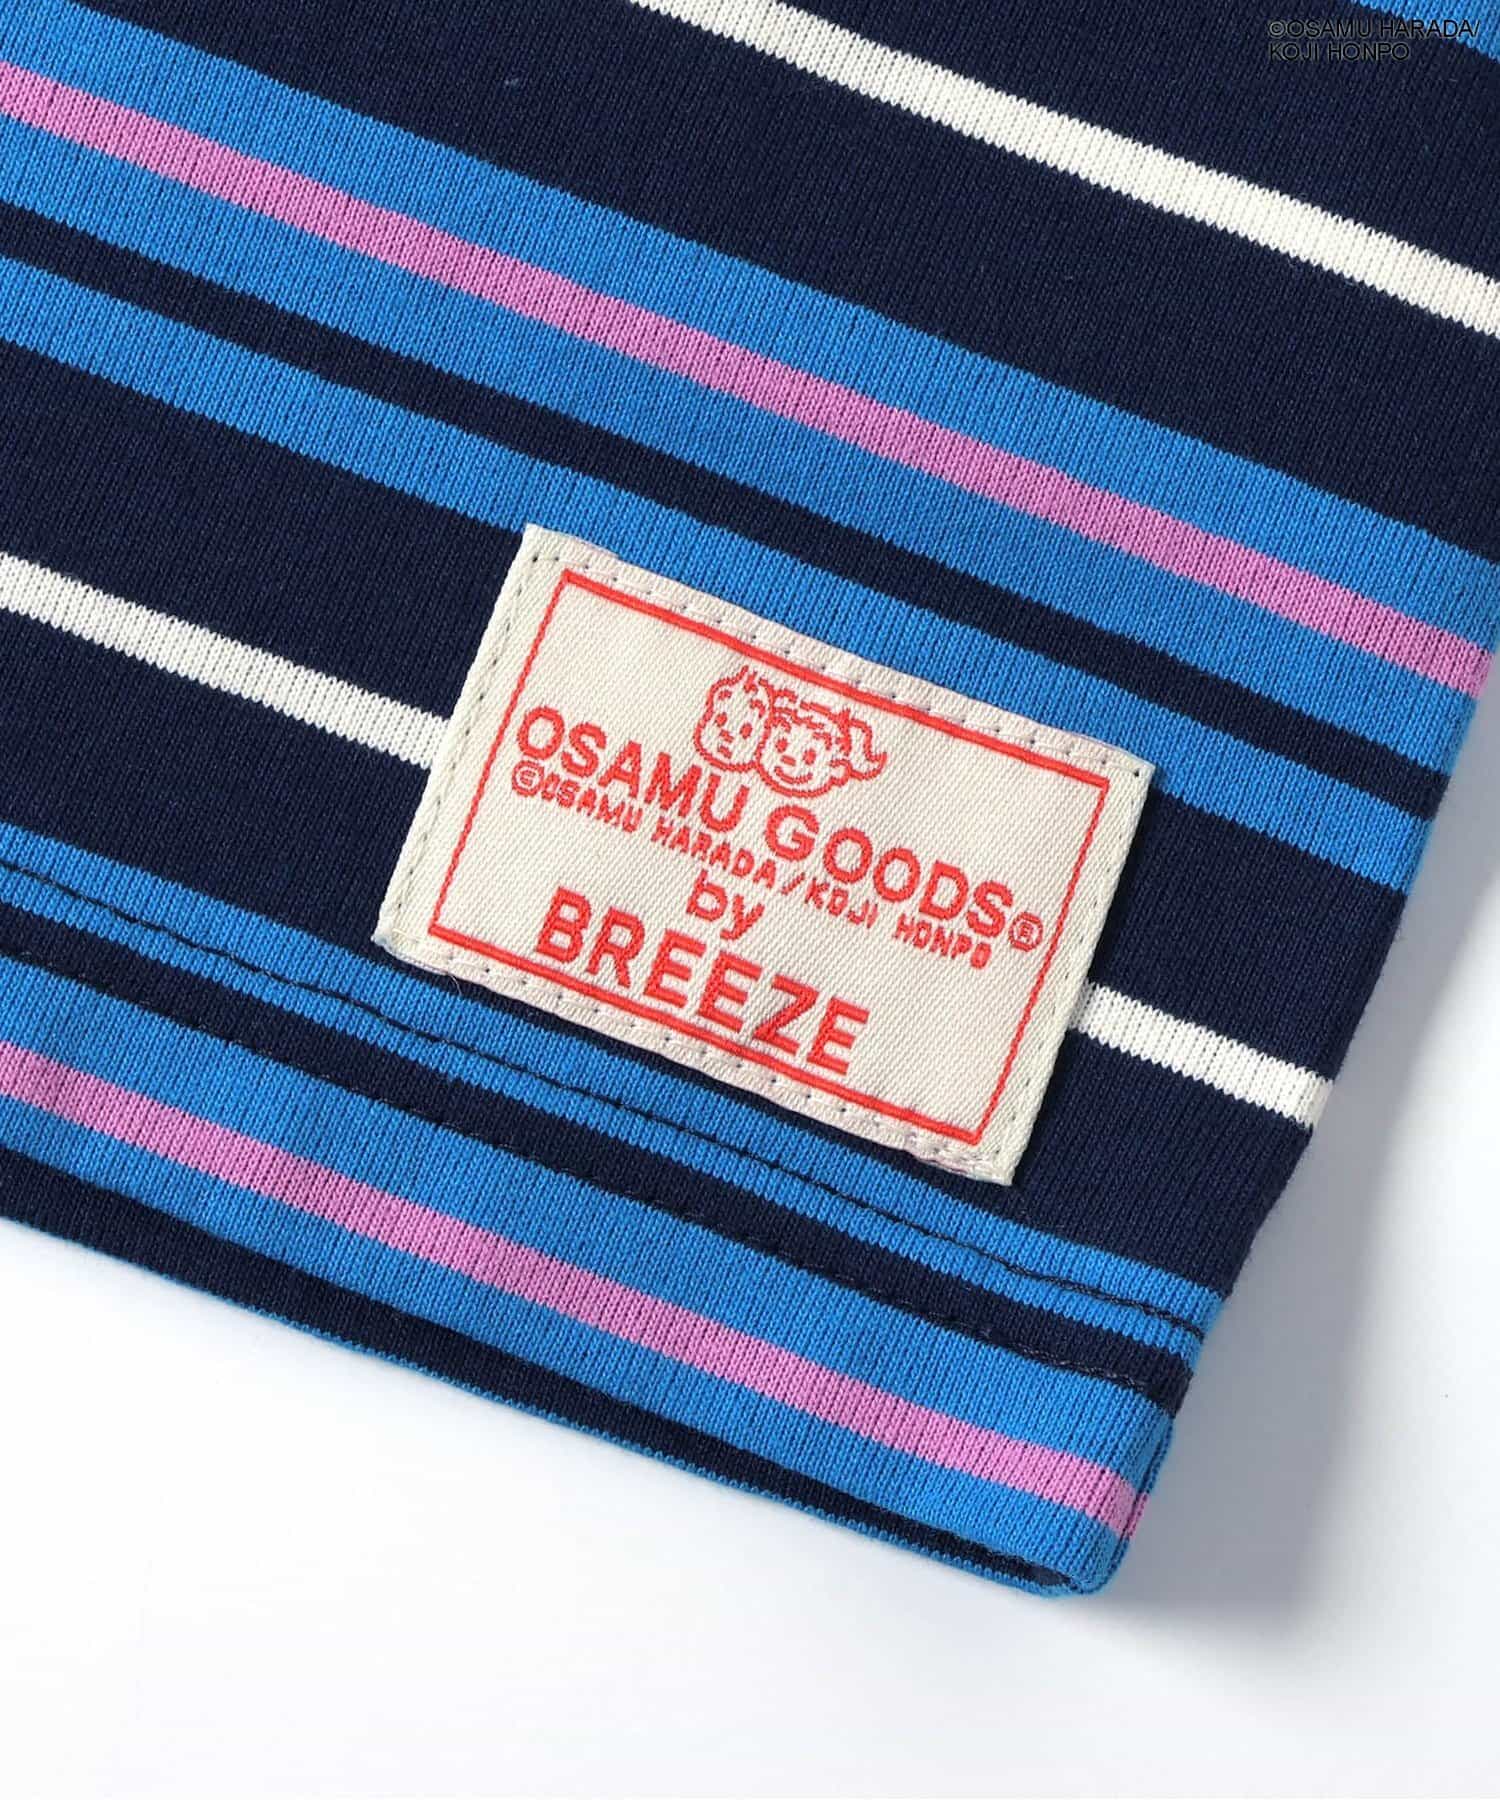 ©OSAMU HARADA/
KOJI HONPO
OSAMU GOODS®
©OSAMU HARADA/KOJI HONPO
by
BREEZE